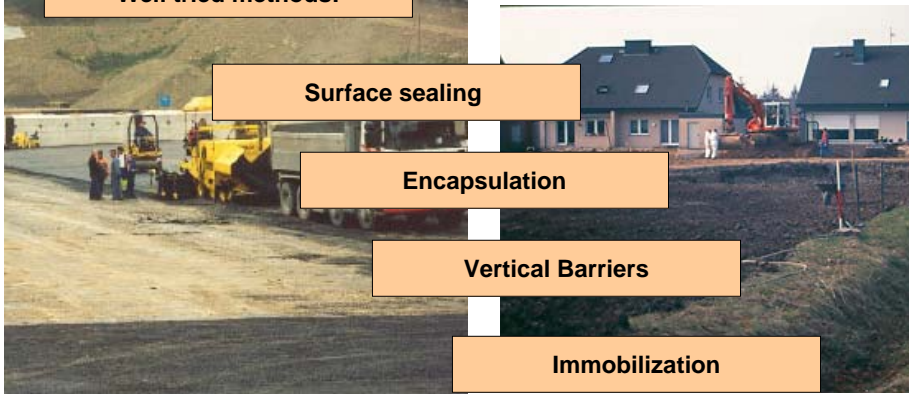 Well tried methods:
Surface sealing
Encapsulation
Vertical Barriers
Immobilization